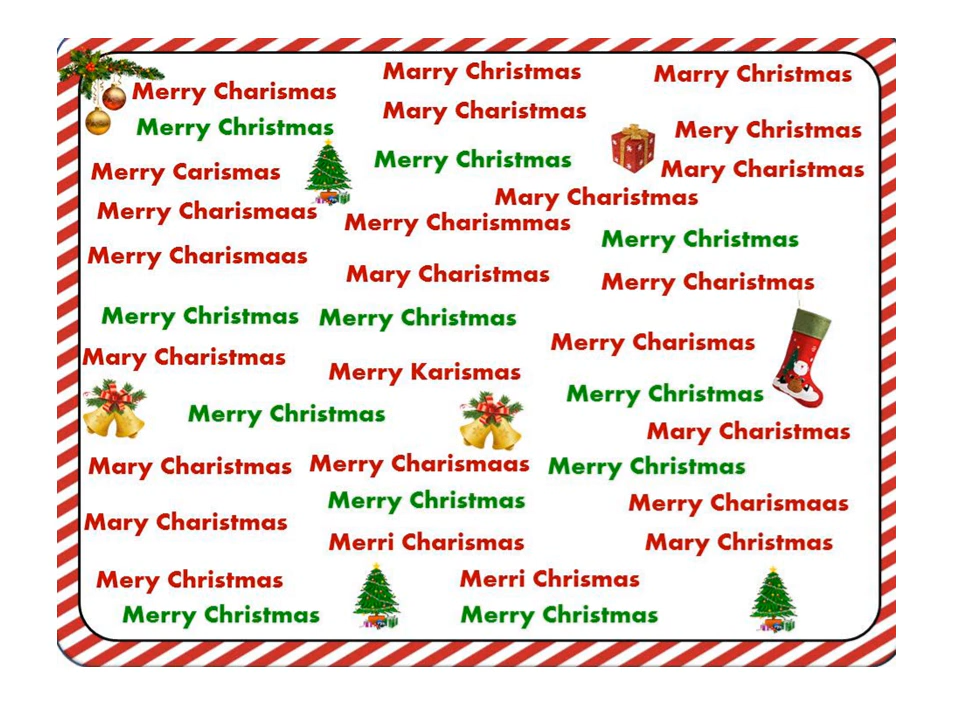 Marry Christmas
Marry Christmas
Merry Charismas
Mary Charistmas
Merry Christmas
Mery Christmas
Merry Christmas
Merry Carismas
Mary Charistmas
Mary Charistmas
Merry Charismaas
Merry Charismmas
Merry Christmas
Merry Charismaas
Mary Charistmas
Merry Charistmas
Merry Christmas
Merry Christmas
Merry Charismas
Mary Charistmas
Merry Karismas
Merry Christmas
Merry Christmas
Mary Charistmas
Mary Charistmas
Merry Charismaas
Merry Christmas
Merry Christmas
Merry Charismaas
Mary Charistmas
Merri Charismas
Mary Christmas
Mery Christmas
Merri Chrismas
Merry Christmas
Merry Christmas